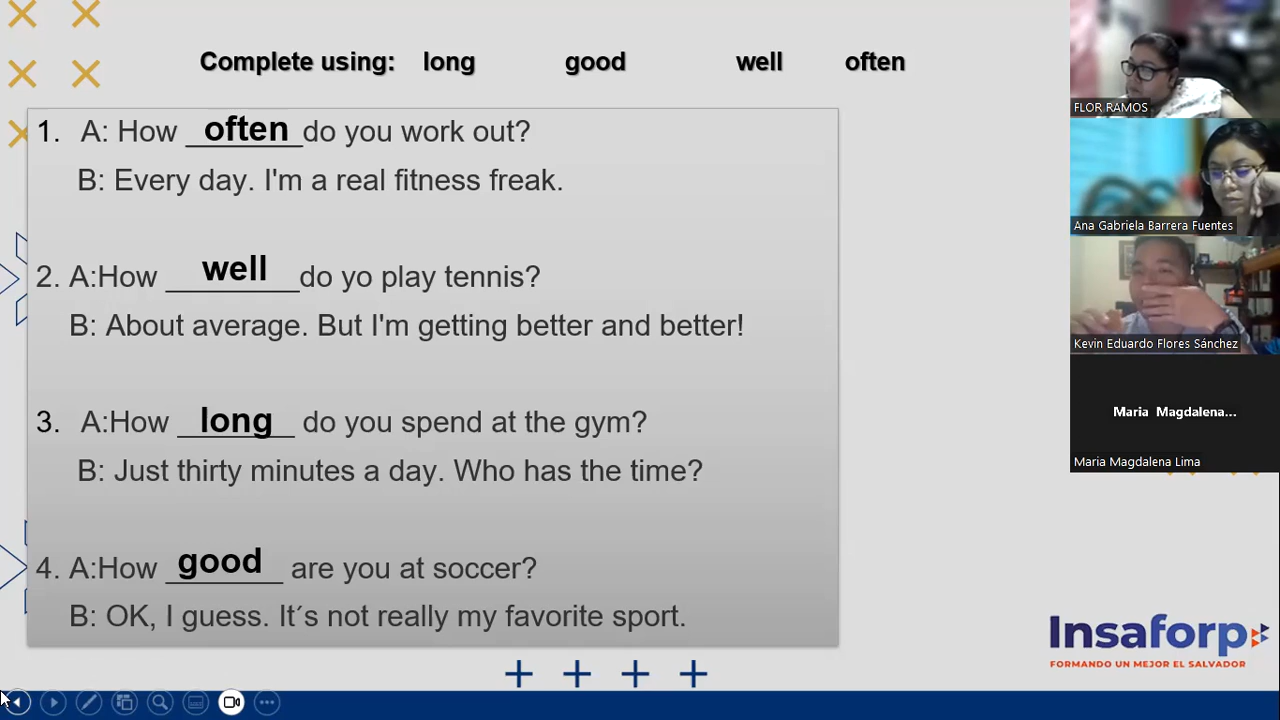 Complete using: long good well often
1. A: How often do you work out?
B: Every day. I'm a real fitness freak.
2. A:How well do yo play tennis?
B: About average. But I'm getting better and better!
3. A:How long do you spend at the gym?
B: Just thirty minutes a day. Who has the time?
4. A:How good are you at soccer?
B: OK, I guess. It´s not really my favorite sport.
FLOR RAMOS
Ana Gabriela Barrera Fuentes
Kevin Eduardo Flores Sánchez
Maria Magdalena...
Maria Magdalena Lima
Insaforp
FORMANDO UN MEJOR EL SALVADOR